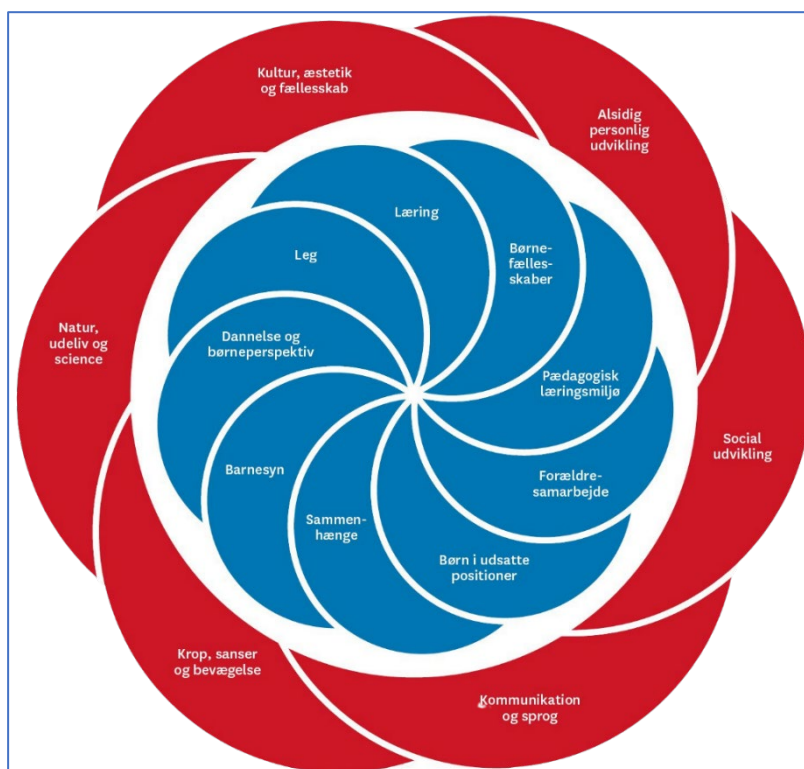 Kultur, æstetik
og fællesskab
Alsidig
personlig
udvikling
Social
udvikling
Kommunikation
og sprog
Krop, sanser
og bevægelse
Natur,
udeliv og
science
Læring
Børne-
fælles-
skaber
Pædagogisk
læringsmiljø
Forældre-
samarbejde
Børn i udsatte
positioner
Sammen-
hænge
Barnesyn
Dannelse og
børneperspektiv
Leg